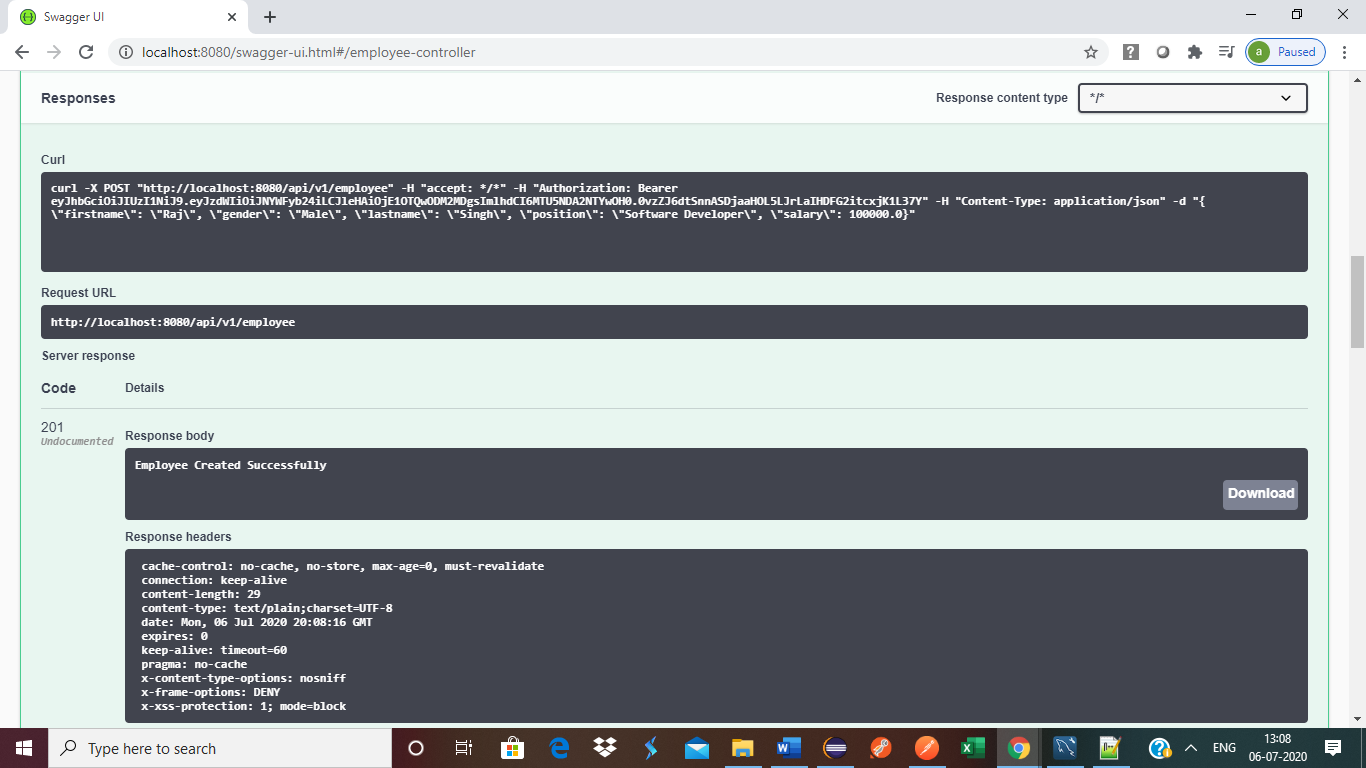 Swagger UI
localhost:8080/swagger-ui.html#/employee-controller
a Paused
Responses
Response content type */*
Curl
curl -X POST "http://localhost:8080/api/v1/employee" -H "accept: */*" -H "Authorization: Bearer
eyJhbGciOiJIUzI1NiJ9.eyJzdWIiOiJNYWFyb24iLCJleHAiOjE1OTQwODM2MDgsImlhdCI6MTU5NDA2NTYwOH0.0vzZJ6dtSnnASDjaaHOL5LJrLaIHDFG2itcxjK1L37Y" -H "Content-Type: application/json" -d "{
\"firstname\": \"Raj\", \"gender\": \"Male\", \"lastname\": \"Singh\", \"position\": \"Software Developer\", \"salary\": 100000.0}"
Request URL
http://localhost:8080/api/v1/employee
Server response
Code Details
201
Undocumented
Response body
Employee Created Successfully
Download
Response headers
cache-control: no-cache, no-store, max-age=0, must-revalidate
connection: keep-alive
content-length: 29
content-type: text/plain;charset=UTF-8
date: Mon, 06 Jul 2020 20:08:16 GMT
expires: 0
keep-alive: timeout=60
pragma: no-cache
x-content-type-options: nosniff
x-frame-options: DENY
x-xss-protection: 1; mode=block
Type here to search
ENG
13:08
06-07-2020